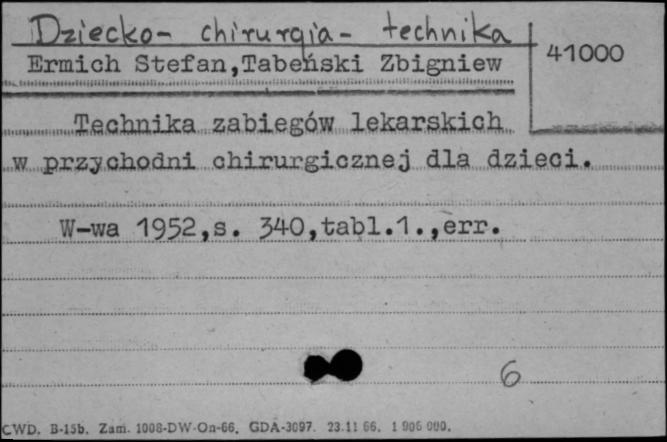 Dziecko - chirurgia - technika
Ermich Stefan,Tabeński Zbigniew
41000
Technika zabiegów lekarskich
w przychodni chirurgicznej dla dzieci.
W-wa 1952,s. 340,tabl.1.,err.
6
CWD. B-15b. Zam. 1008-DW-On-66. GDA-3097. 23.11 66. 1 906 000.